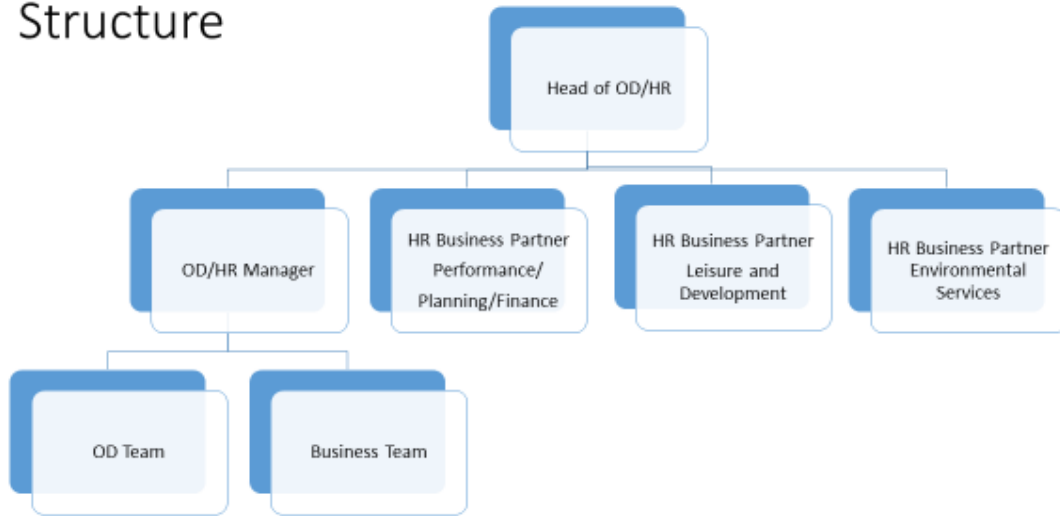 Structure
Head of OD/HR
OD/HR Manager
HR Business Partner
Performance/
Planning/Finance
HR Business Partner
Leisure and
Development
HR Business Partner
Environmental
Services
OD Team
Business Team